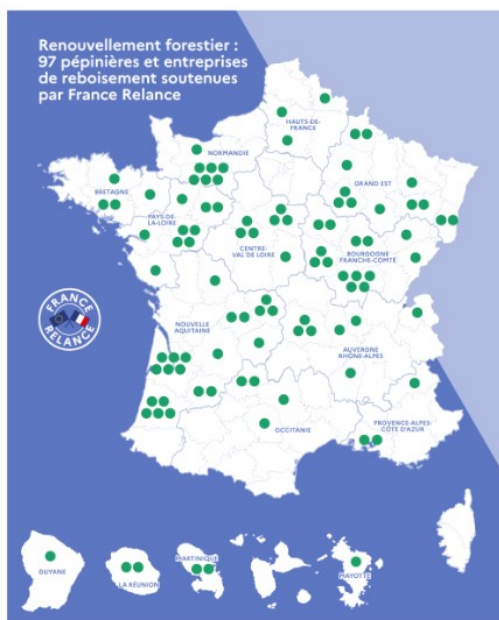 Renouvellement forestier :
97 pépinières et entreprises
de reboisement soutenues
par France Relance
HAUTS-DE-
FRANCE
NORMANDIE
GRAND EST
BRETAGNE
PAYS-DE-
LA-LOIRE
CENTRE-
VAL DE LOIRE
BOURGOGNE
FRANCHE-COMTÉ
FRANCE
RELANCE
NOUVELLE
AQUITAINE
AUVERGNE
RHÔNE-ALPES
OCCITANIE
PROVENCE-ALPES-
CÔTE D'AZUR
GUYANE
LA RÉUNION
MARTINIQUE
MAYOTTE